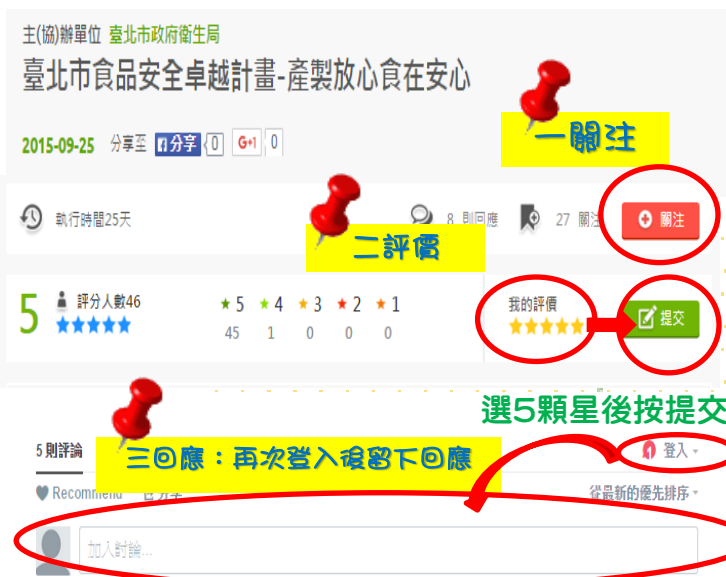 主(協)辦單位 臺北市政府衛生局
臺北市食品安全卓越計畫-產製放心食在安心
2015-09-25 分享至 分享 0 G+1 0
一關注
執行時間25天
8 則回應 27 關注 關注
二評價
5 評分人數46
★5 ★4 ★3 ★2 ★1
45 1 0 0 0
我的評價
提交
選5顆星後按提交
5 則評論
三回應：再次登入後留下回應
登入
Recommend 分享
從最新的優先排序
加入討論...